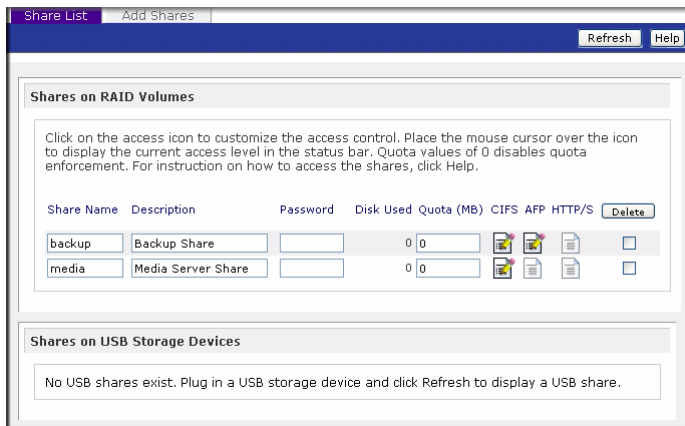 Share List Add Shares
Refresh Help
Shares on RAID Volumes
Click on the access icon to customize the access control. Place the mouse cursor over the icon
to display the current access level in the status bar. Quota values of 0 disables quota
enforcement. For instruction on how to access the shares, click Help.
Share Name Description Password Disk Used Quota (MB) CIFS AFP HTTP/S Delete
backup Backup Share 0 0
media Media Server Share 0 0
Shares on USB Storage Devices
No USB shares exist. Plug in a USB storage device and click Refresh to display a USB share.